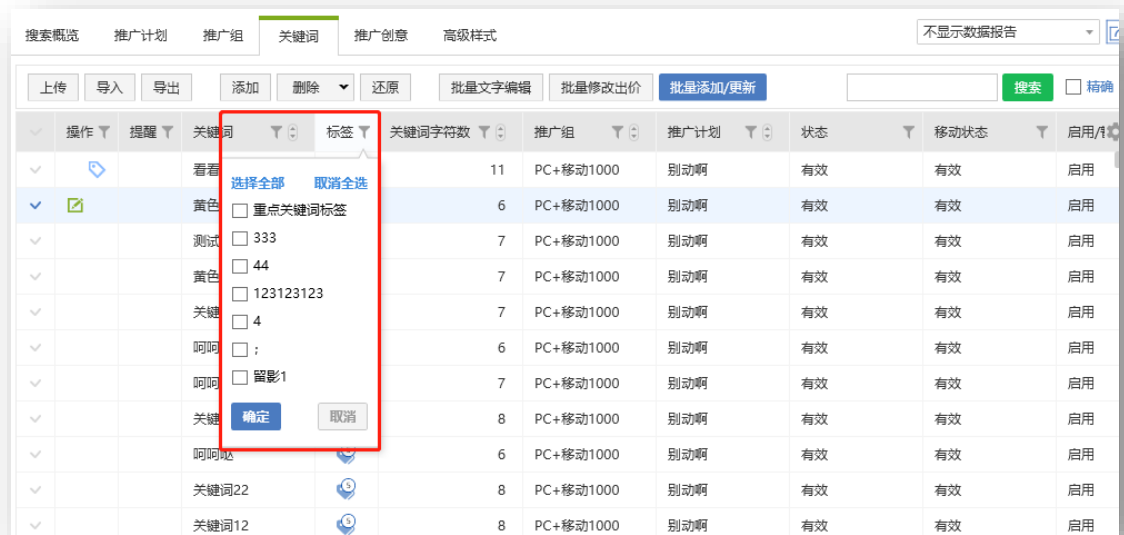 搜索概览 推广计划 推广组 关键词 推广创意 高级样式 不显示数据报告
上传 导入 导出 添加 删除 还原 批量文字编辑 批量修改出价 批量添加/更新 搜索 精确
操作 提醒 关键词 标签 关键词字符数 推广组 推广计划 状态 移动状态 启用/
看看 11 PC+移动1000 别动啊 有效 有效 启用
选择全部 取消全选
黄色 重点关键词标签 6 PC+移动1000 别动啊 有效 有效 启用
测试 333 7 PC+移动1000 别动啊 有效 有效 启用
黄色 44 7 PC+移动1000 别动啊 有效 有效 启用
123123123
关键 4 7 PC+移动1000 别动啊 有效 有效 启用
呵呵 ; 6 PC+移动1000 别动啊 有效 有效 启用
呵呵 留影1 7 PC+移动1000 别动啊 有效 有效 启用
关键 确定 取消 8 PC+移动1000 别动啊 有效 有效 启用
呵呵哒 6 PC+移动1000 别动啊 有效 有效 启用
关键词22 5 8 PC+移动1000 别动啊 有效 有效 启用
关键词12 5 8 PC+移动1000 别动啊 有效 有效 启用